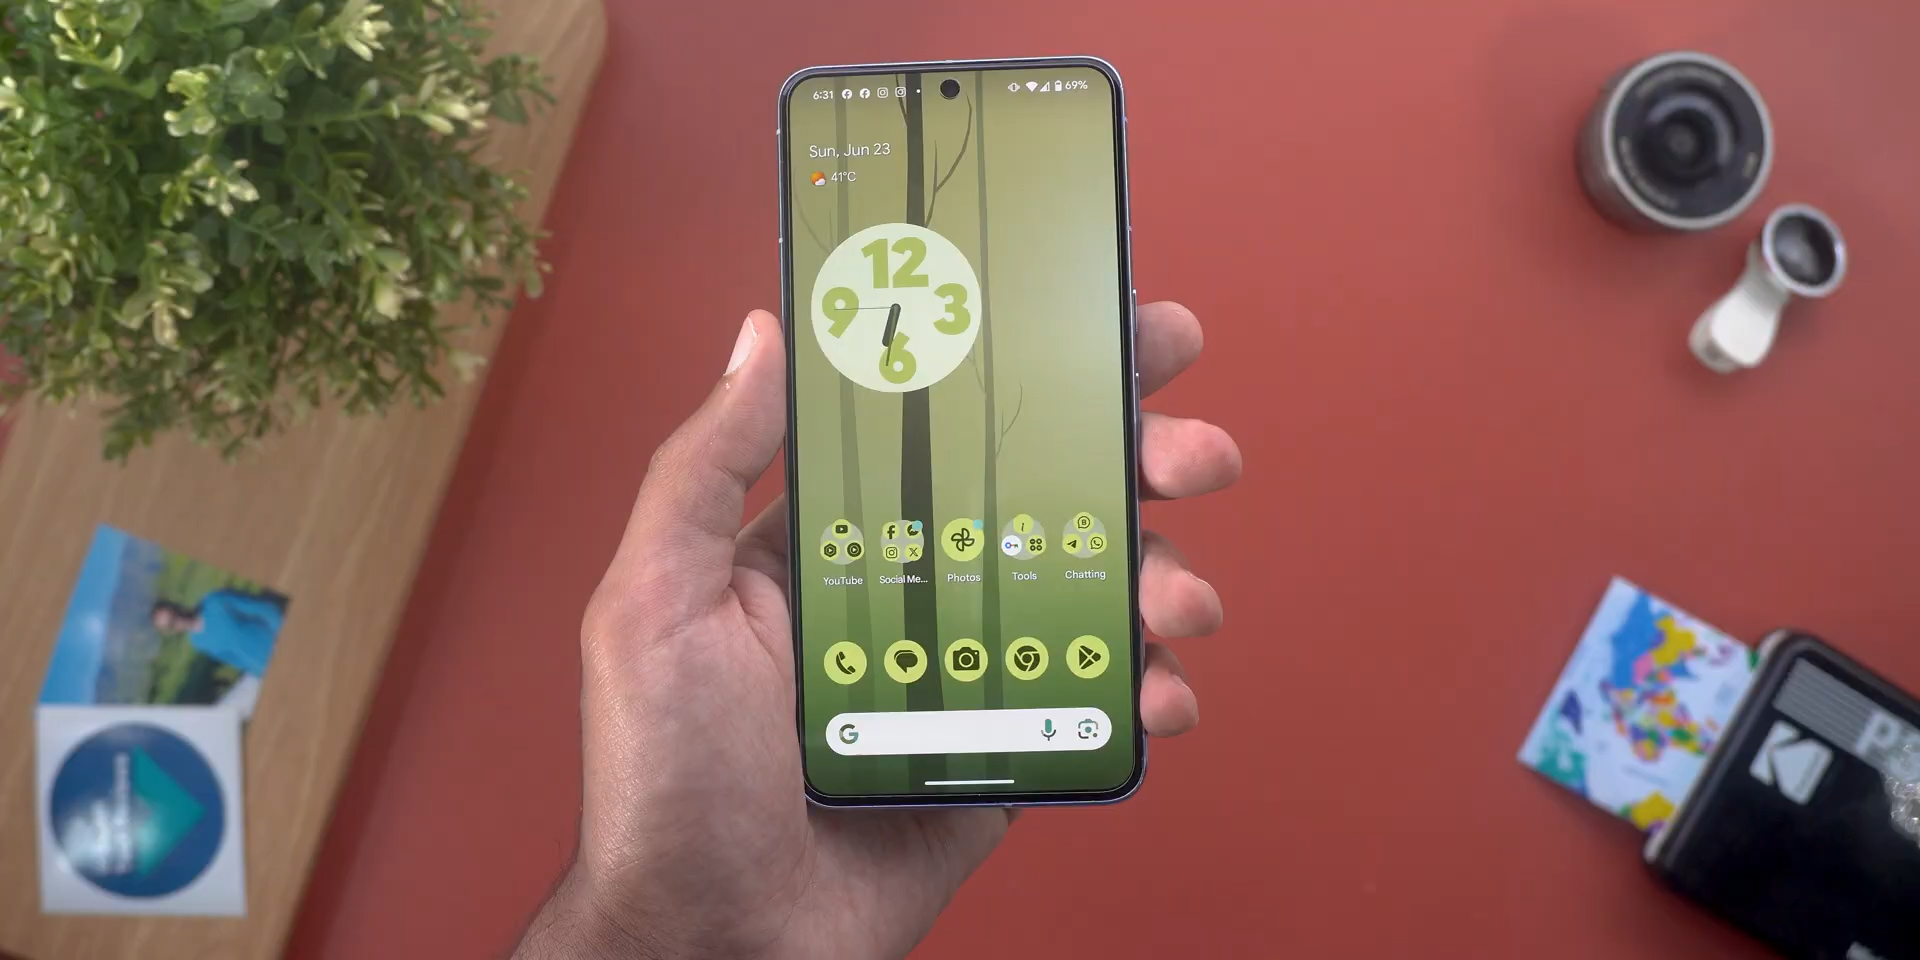 6:31
69%
Sun, Jun 23
41°C
12
9
3
6
YouTube
Social Me...
Photos
Tools
Chatting
G